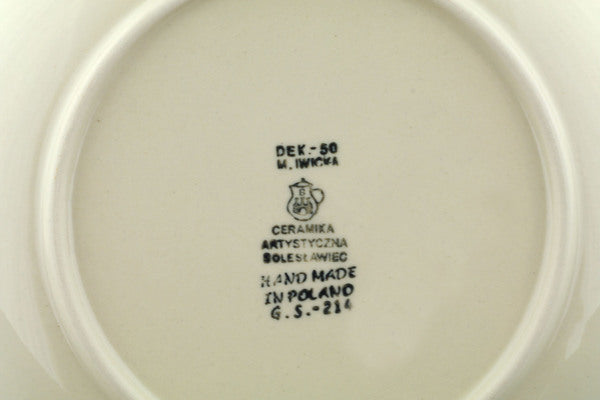 DEK.-50
M. IWICKA
CERAMIKA
ARTYSTYCZNA
BOLESŁAWIEC
HAND MADE
IN POLAND
G.S.-214